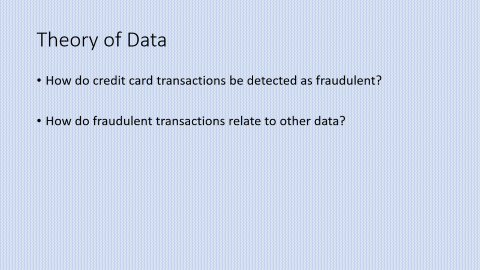 Theory of Data
• How do credit card transactions be detected as fraudulent?
• How do fraudulent transactions relate to other data?